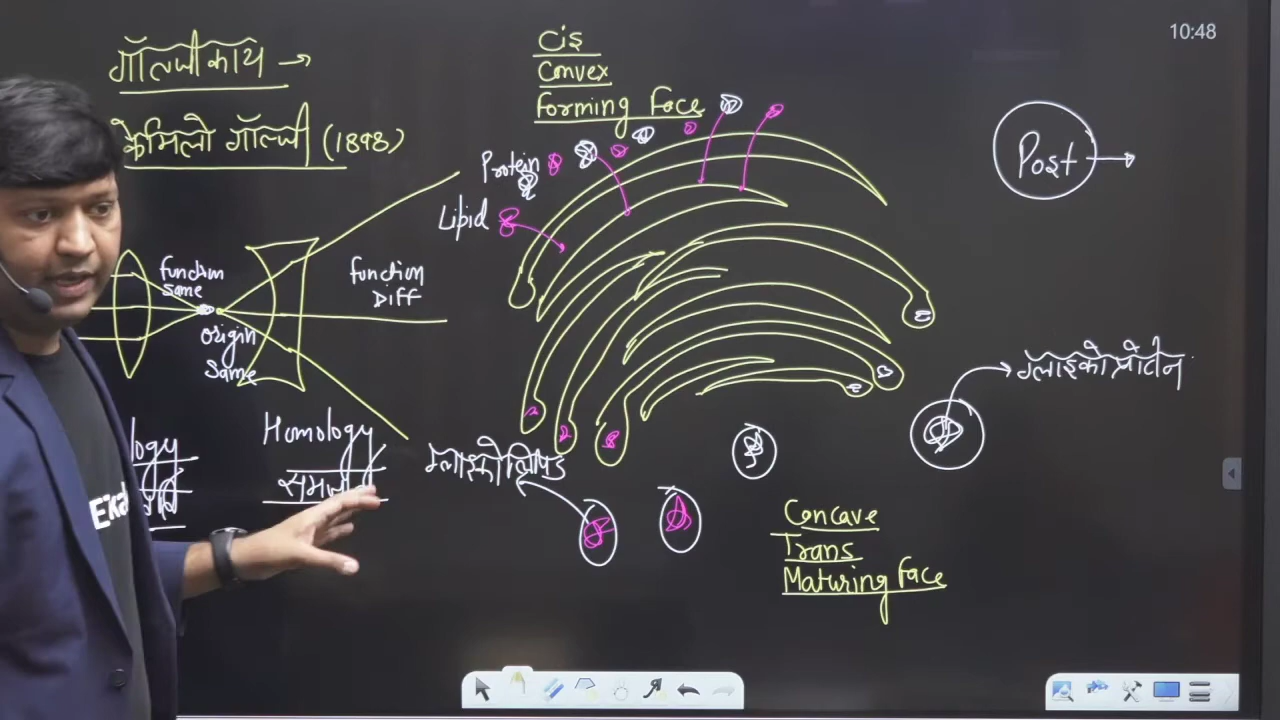 10:48
गॉल्जीकाय →
केमिलो गॉल्जी (1898)
Cis
Convex
Forming Face
Protein
Lipid
Post →
function
same
origin
same
function
Diff
logy
Homology
ग्लाइकोलिपिड
ग्लाइकोप्रोटीन
Concave
Trans
Maturing Face